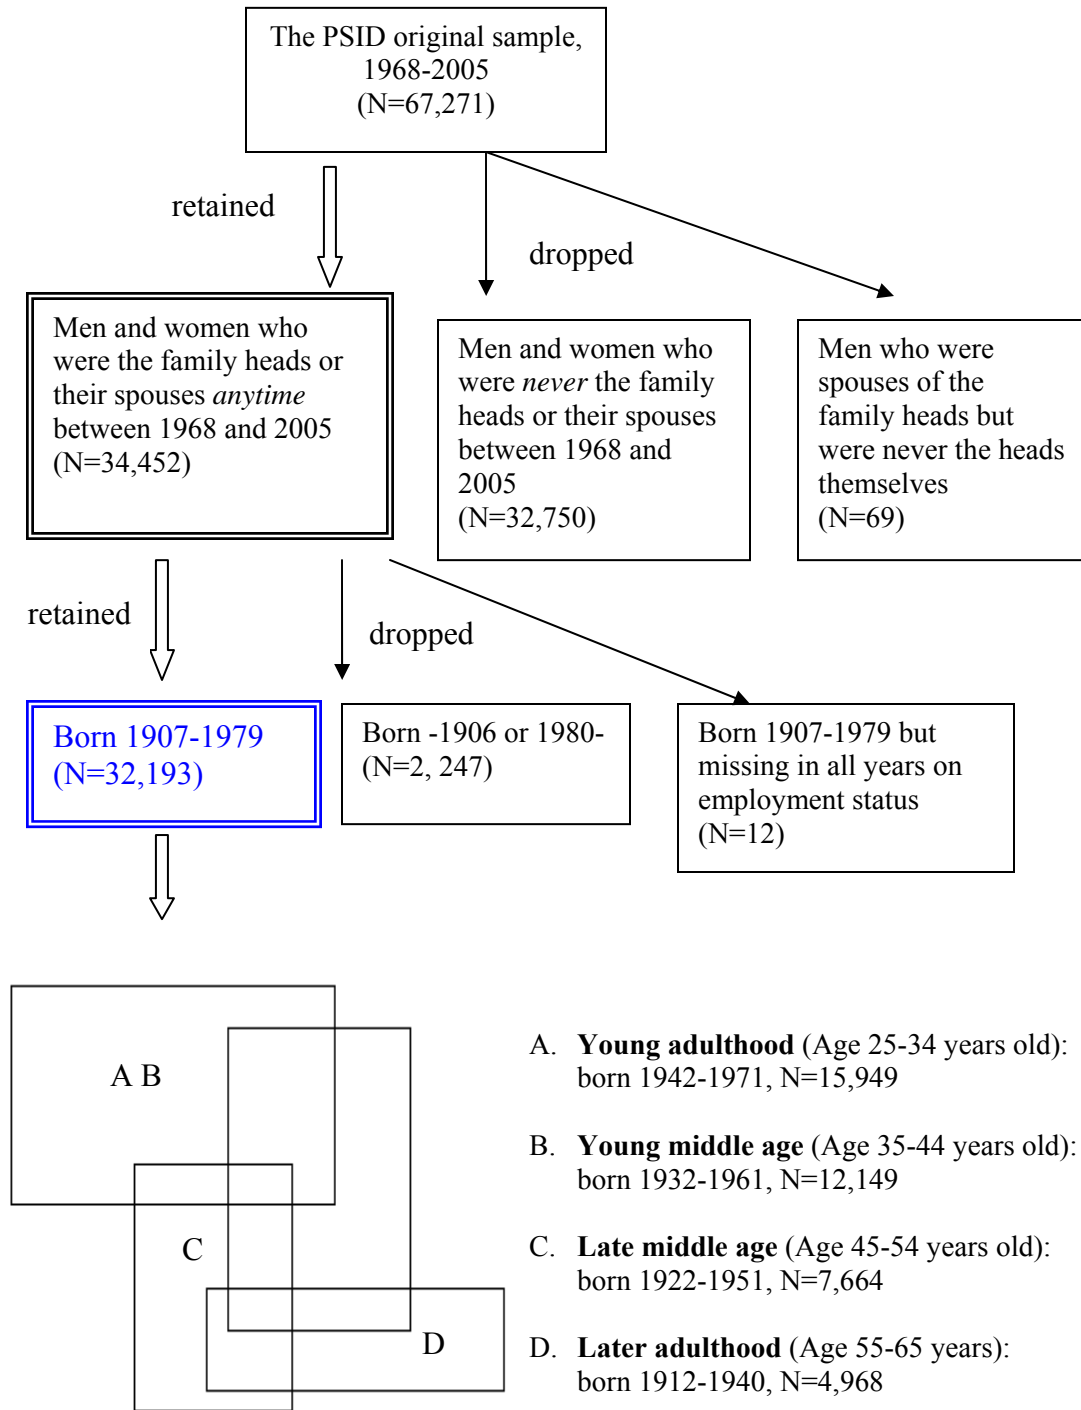 The PSID original sample,
1968-2005
(N=67,271)
retained
dropped
Men and women who
were the family heads or
their spouses anytime
between 1968 and 2005
(N=34,452)
Men and women who
were never the family
heads or their spouses
between 1968 and
2005
(N=32,750)
Men who were
spouses of the
family heads but
were never the heads
themselves
(N=69)
retained
dropped
Born 1907-1979
(N=32,193)
Born -1906 or 1980-
(N=2, 247)
Born 1907-1979 but
missing in all years on
employment status
(N=12)
A B
C
D
A. Young adulthood (Age 25-34 years old):
born 1942-1971, N=15,949
B. Young middle age (Age 35-44 years old):
born 1932-1961, N=12,149
C. Late middle age (Age 45-54 years old):
born 1922-1951, N=7,664
D. Later adulthood (Age 55-65 years):
born 1912-1940, N=4,968